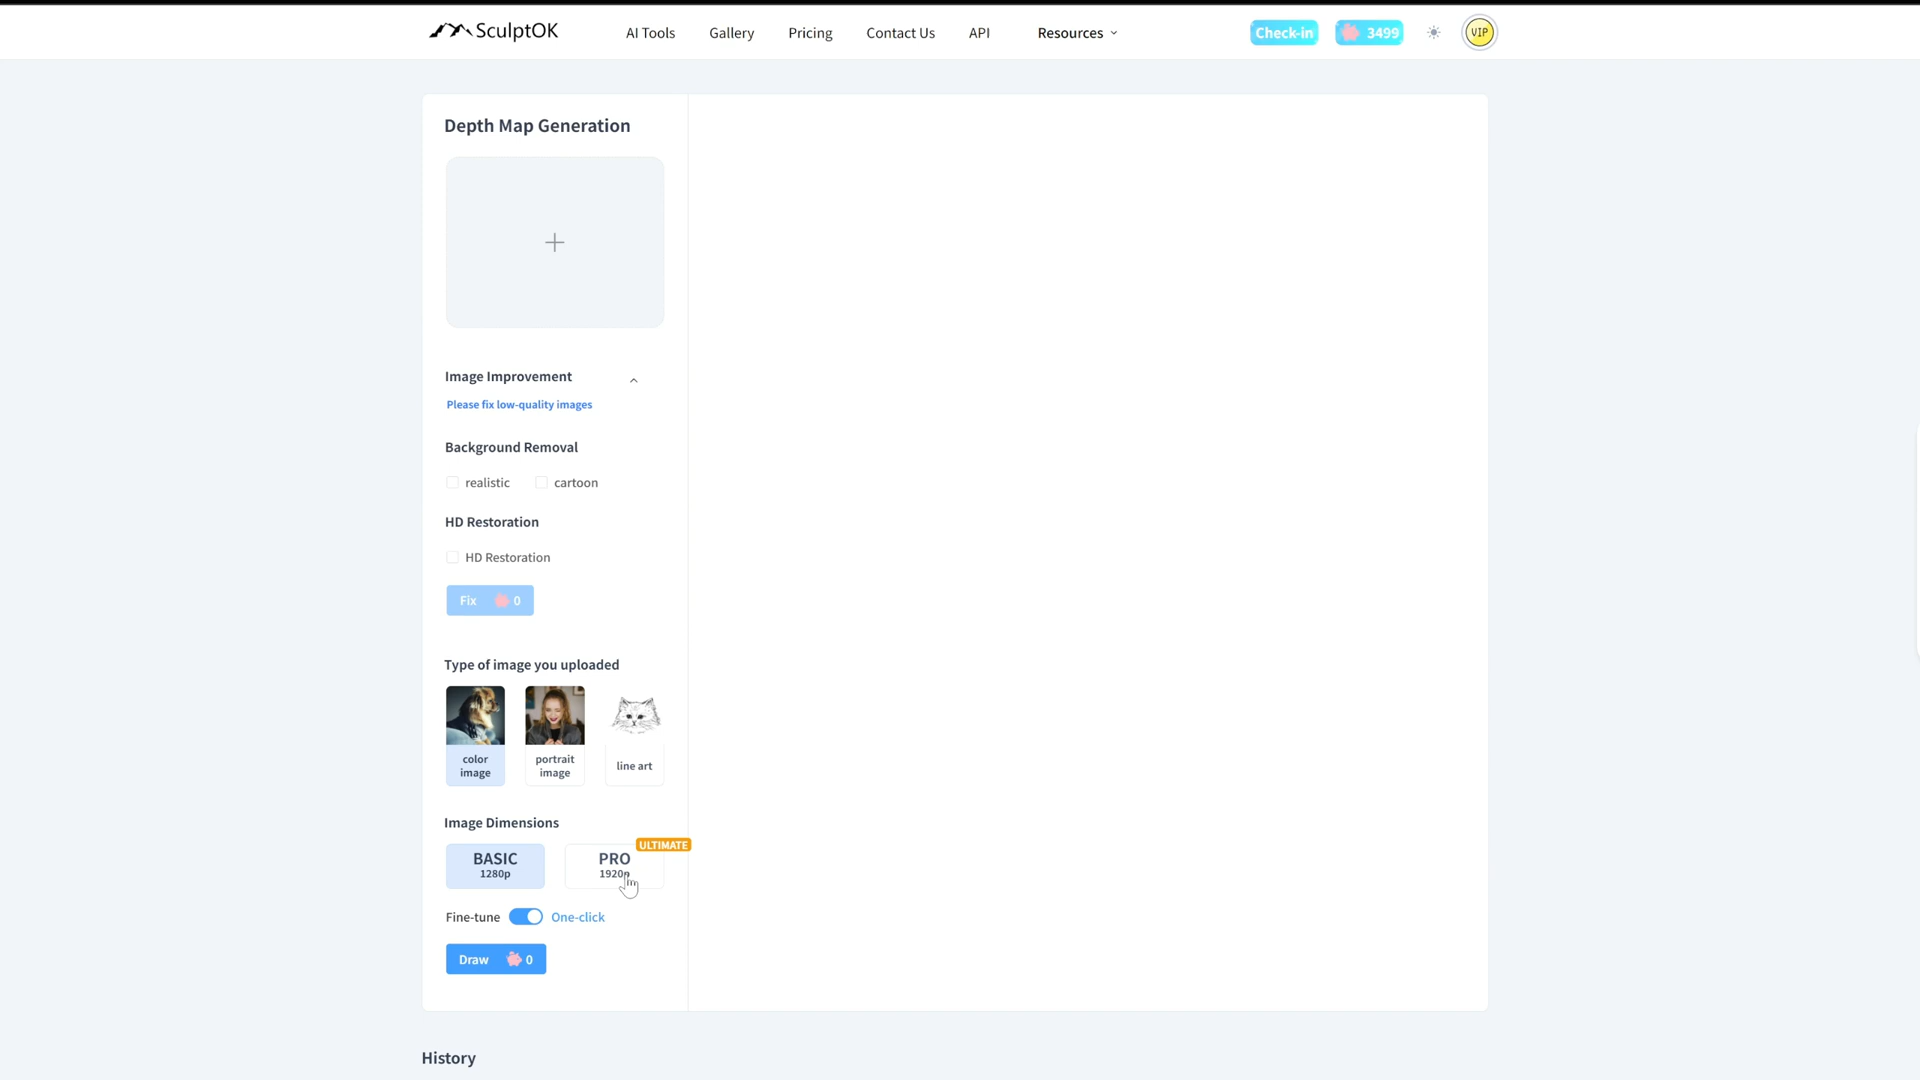 SculptOK
AI Tools
Gallery
Pricing
Contact Us
API
Resources
Check-in
3499
VIP
Depth Map Generation
Image Improvement
Please fix low-quality images
Background Removal
realistic
cartoon
HD Restoration
HD Restoration
Fix 0
Type of image you uploaded
color
image
portrait
image
line art
Image Dimensions
ULTIMATE
BASIC
1280p
PRO
1920p
Fine-tune
One-click
Draw 0
History